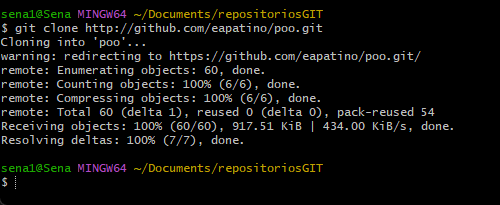 sena1@Sena MINGW64 ~/Documents/repositoriosGIT
$ git clone http://github.com/eapatino/poo.git
Cloning into 'poo'...
warning: redirecting to https://github.com/eapatino/poo.git/
remote: Enumerating objects: 60, done.
remote: Counting objects: 100% (6/6), done.
remote: Compressing objects: 100% (6/6), done.
remote: Total 60 (delta 1), reused 0 (delta 0), pack-reused 54
Receiving objects: 100% (60/60), 917.51 KiB | 434.00 KiB/s, done.
Resolving deltas: 100% (7/7), done.
sena1@Sena MINGW64 ~/Documents/repositoriosGIT
$